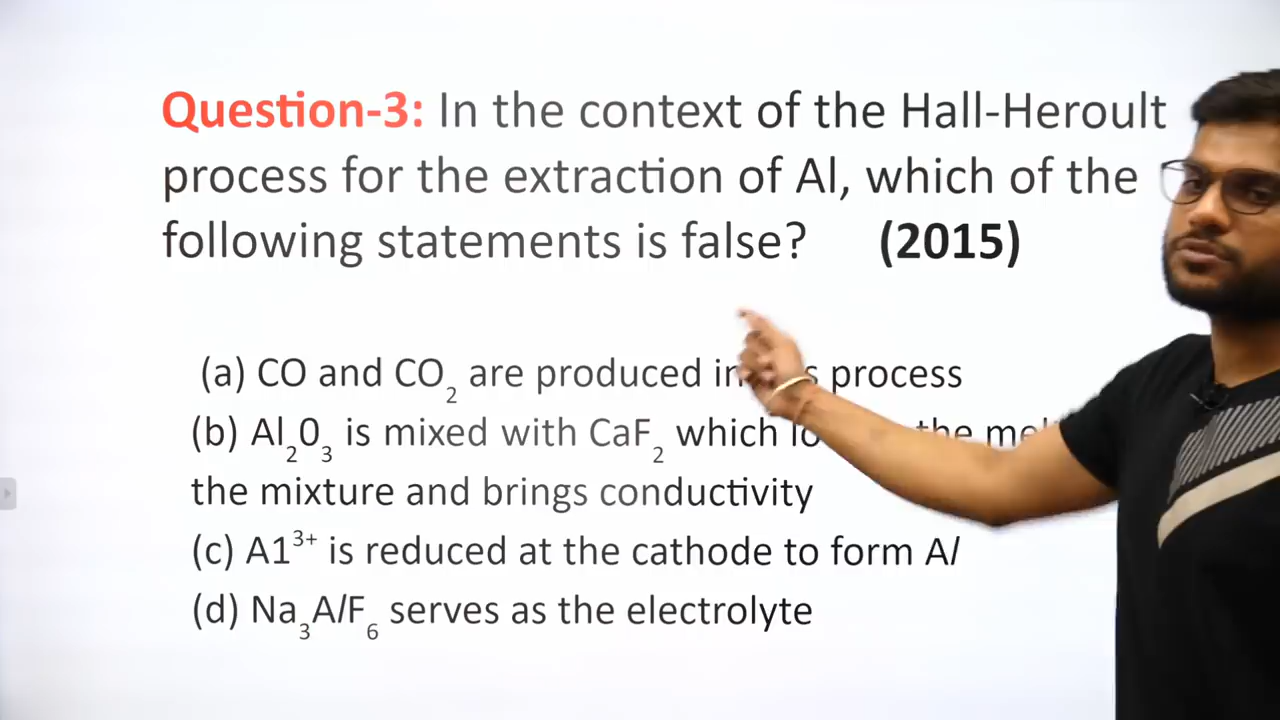 Question-3: In the context of the Hall-Heroult
process for the extraction of Al, which of the
following statements is false? (2015)
(a) CO and CO₂ are produced in process
(b) Al₂0₃ is mixed with CaF₂ which the
the mixture and brings conductivity
(c) A1³⁺ is reduced at the cathode to form Al
(d) Na₃AlF₆ serves as the electrolyte